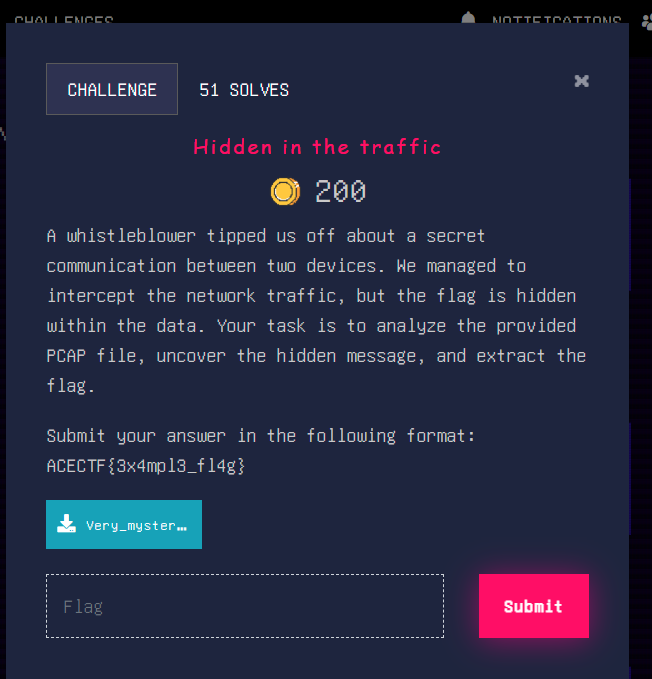 CHALLENGES
NOTIFICATIONS
CHALLENGE
51 SOLVES
Hidden in the traffic
200
A whistleblower tipped us off about a secret
communication between two devices. We managed to
intercept the network traffic, but the flag is hidden
within the data. Your task is to analyze the provided
PCAP file, uncover the hidden message, and extract the
flag.
Submit your answer in the following format:
ACECTF{3x4mpl3_fl4g}
Very_myster…
Flag
Submit